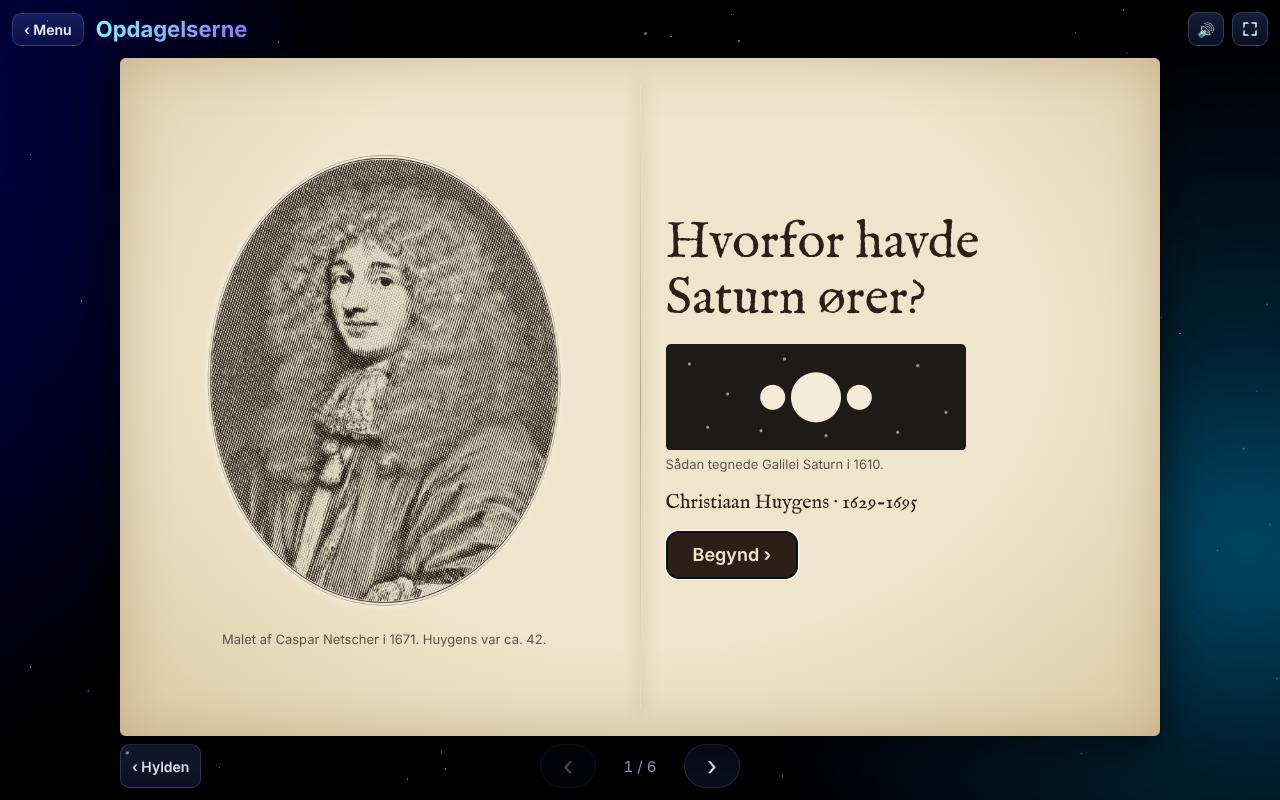 ‹ Menu
Opdagelserne
Hvorfor havde
Saturn ører?
Sådan tegnede Galilei Saturn i 1610.
Christiaan Huygens · 1629–1695
Begynd ›
Malet af Caspar Netscher i 1671. Huygens var ca. 42.
‹ Hylden
‹
1 / 6
›